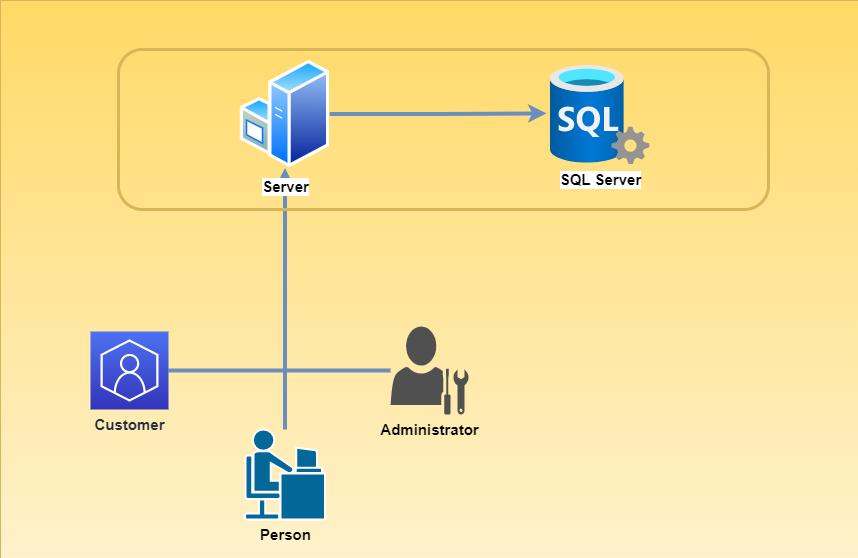 SQL
Server
SQL Server
Customer
Administrator
Person